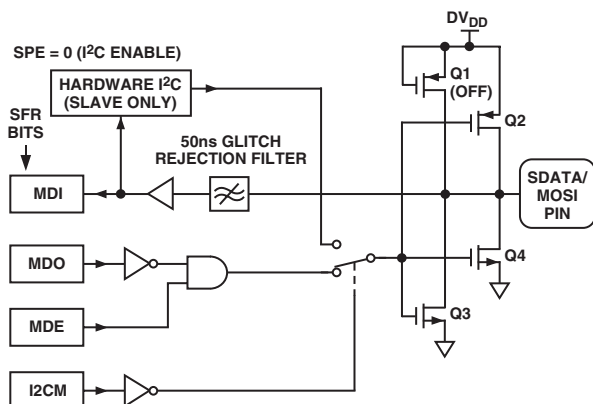 DVDD
SPE = 0 (I2C ENABLE)
HARDWARE I2C
(SLAVE ONLY)
Q1
(OFF)
Q2
SFR
BITS
50ns GLITCH
REJECTION FILTER
MDI
SDATA/
MOSI
PIN
MDO
Q4
MDE
Q3
I2CM